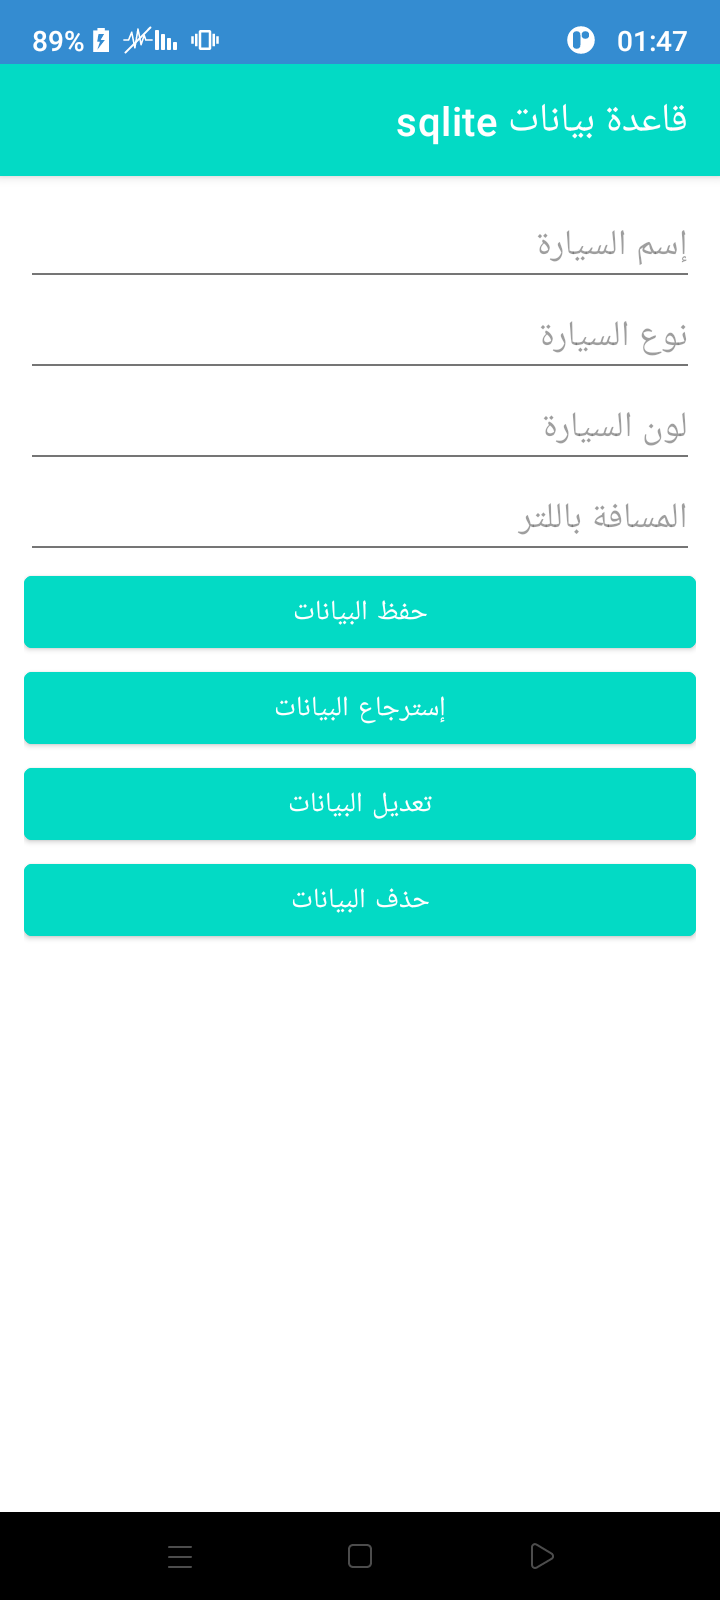 89% 01:47
قاعدة بيانات sqlite
إسم السيارة
نوع السيارة
لون السيارة
المسافة باللتر
حفظ البيانات
إسترجاع البيانات
تعديل البيانات
حذف البيانات